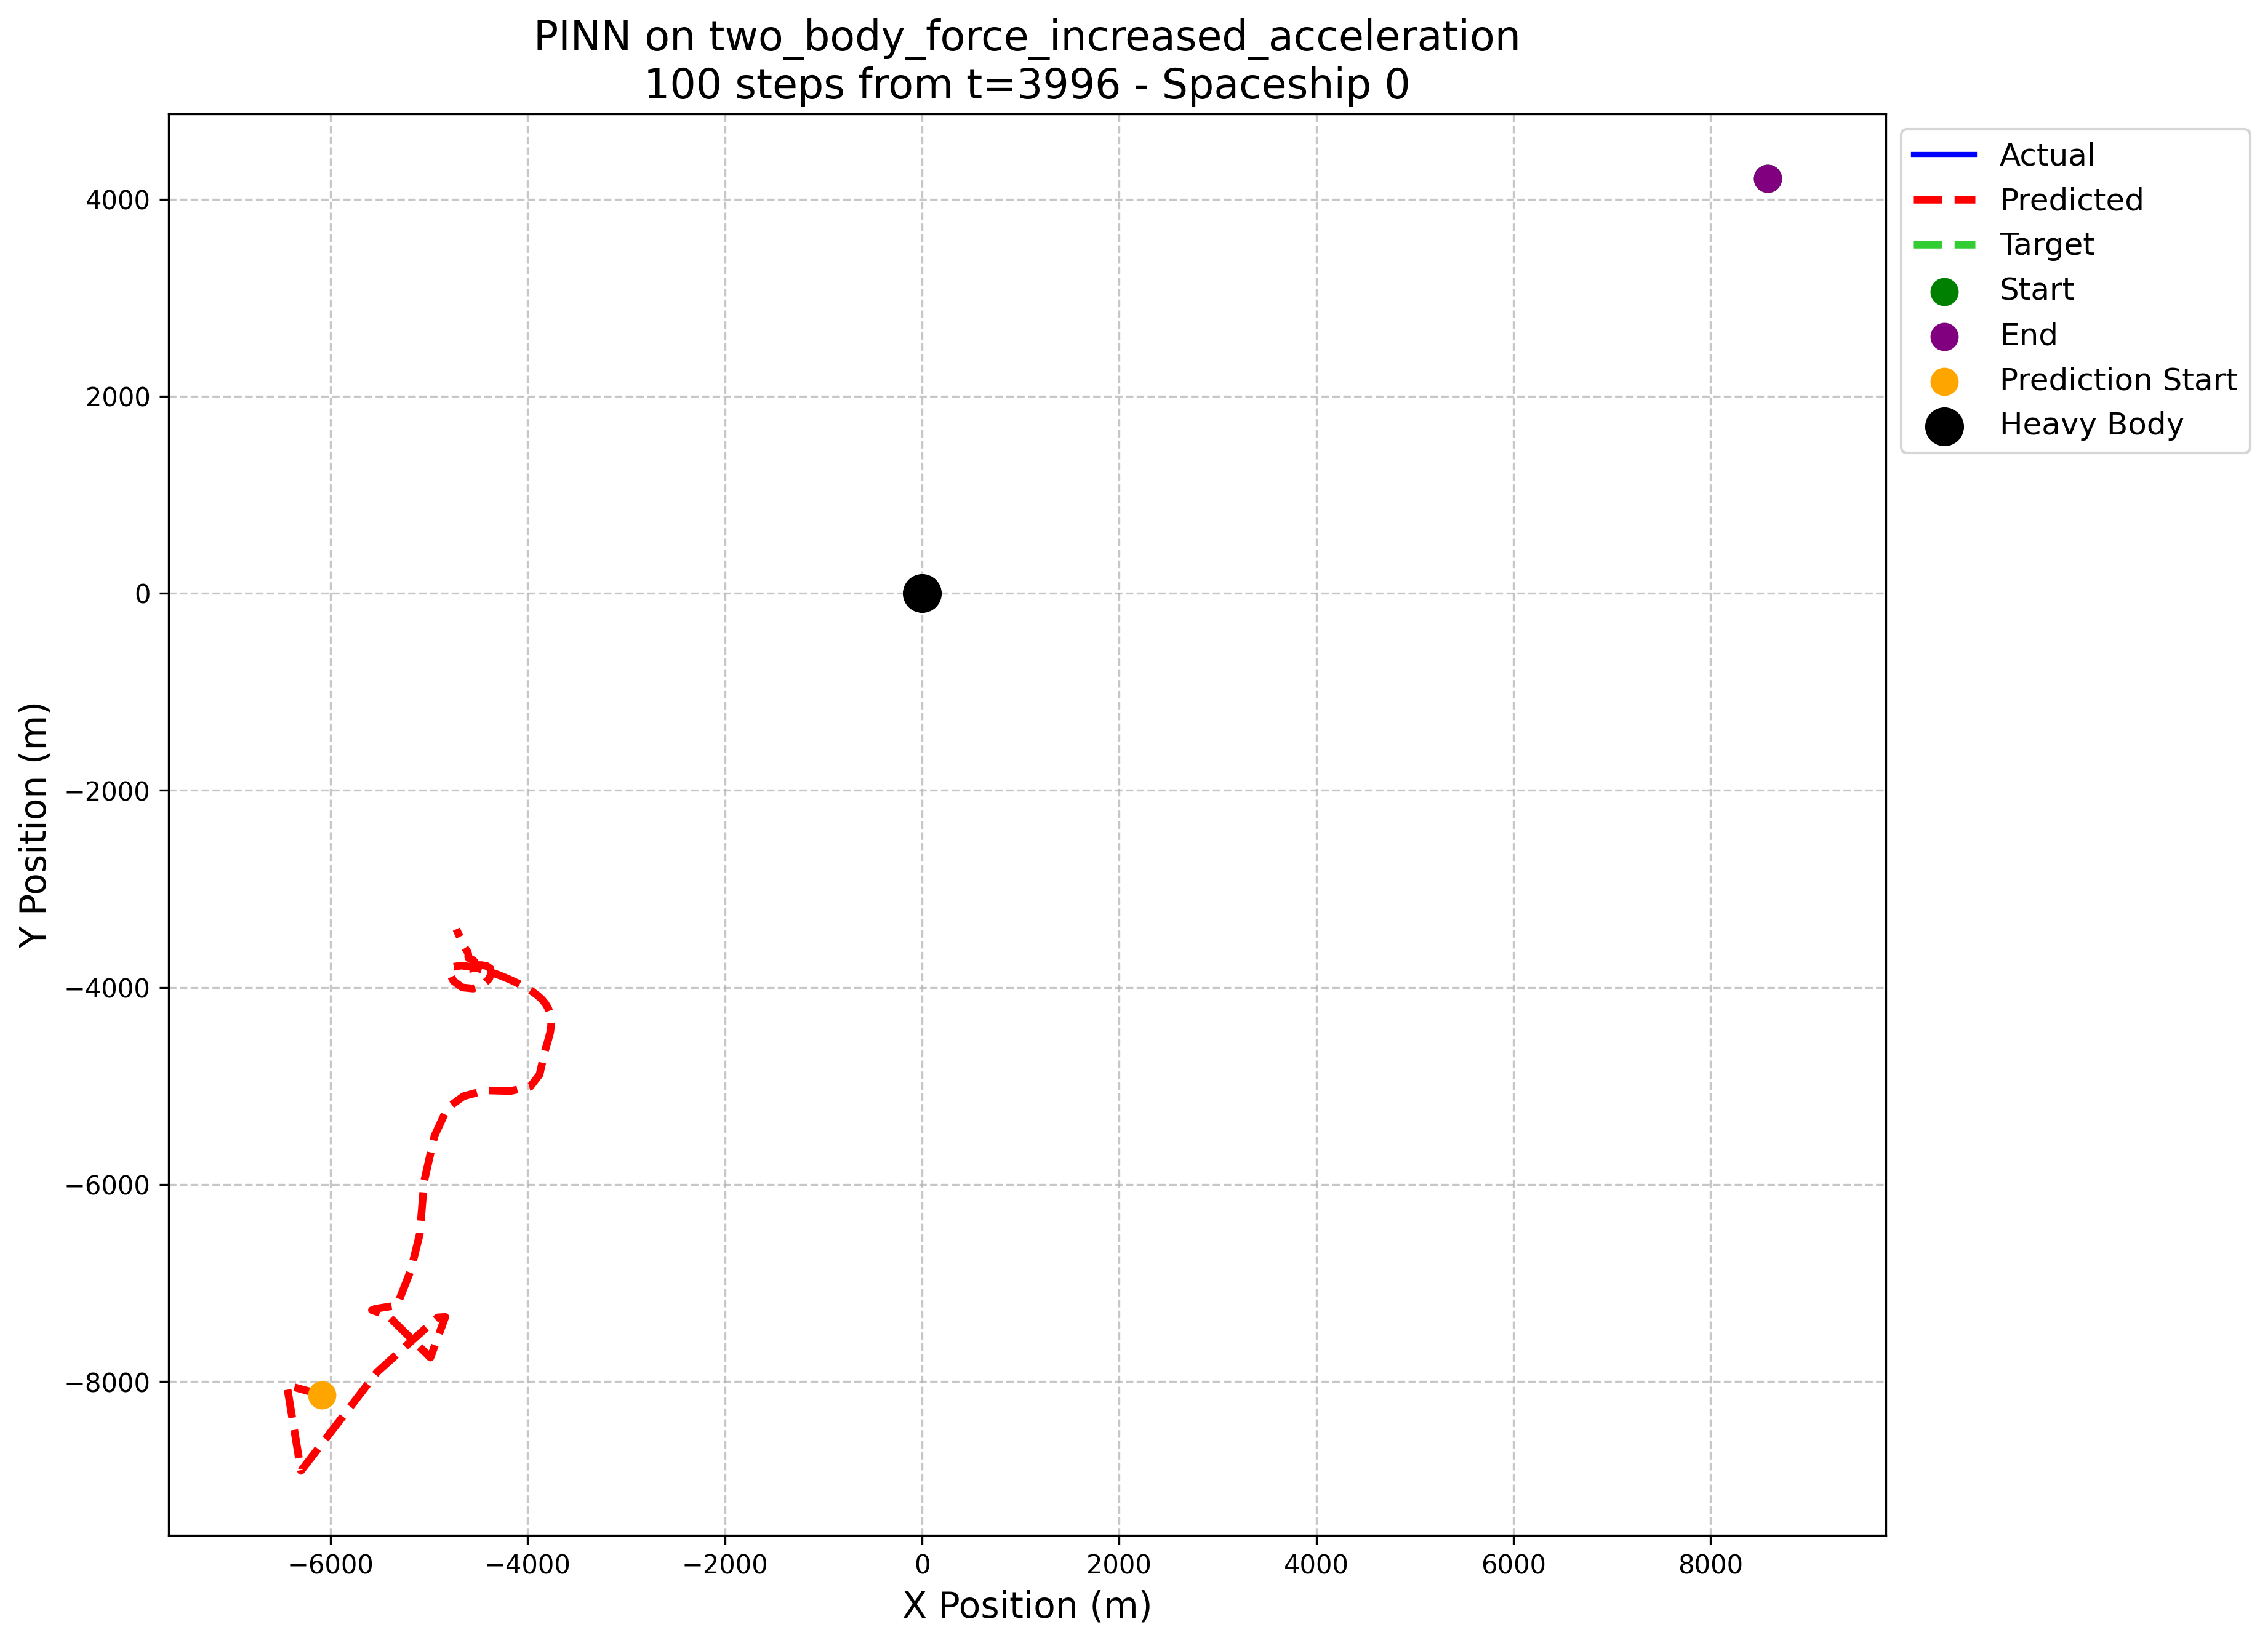 PINN on two_body_force_increased_acceleration
100 steps from t=3996 - Spaceship 0
Actual
Predicted
Target
Start
End
Prediction Start
Heavy Body
Y Position (m)
4000
2000
0
−2000
−4000
−6000
−8000
−6000
−4000
−2000
0
2000
4000
6000
8000
X Position (m)